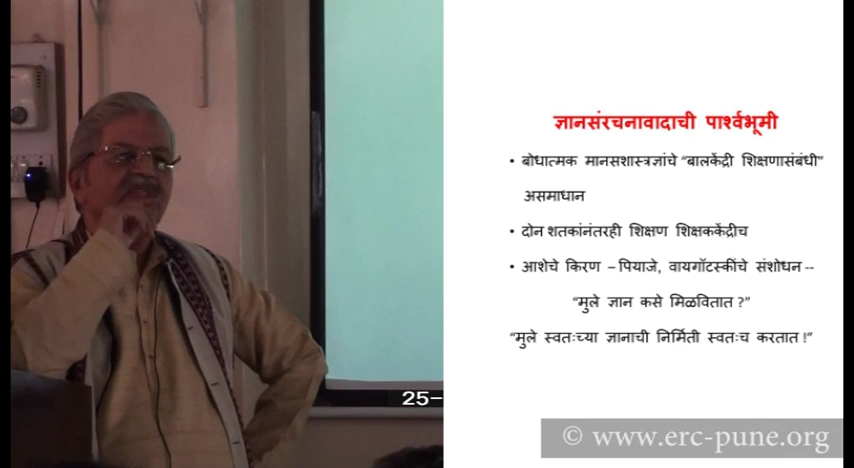 ज्ञानसंरचनावादाची पार्श्वभूमी
• बोधात्मक मानसशास्त्रज्ञांचे “बालकेंद्री शिक्षणासंबंधी”
असमाधान
• दोन शतकांनंतरही शिक्षण शिक्षककेंद्रीच
• आशेचे किरण – पियाजे, वायगॉटस्कींचे संशोधन --
“मुले ज्ञान कसे मिळवितात ?”
“मुले स्वतःच्या ज्ञानाची निर्मिती स्वतःच करतात !”
25-
© www.erc-pune.org